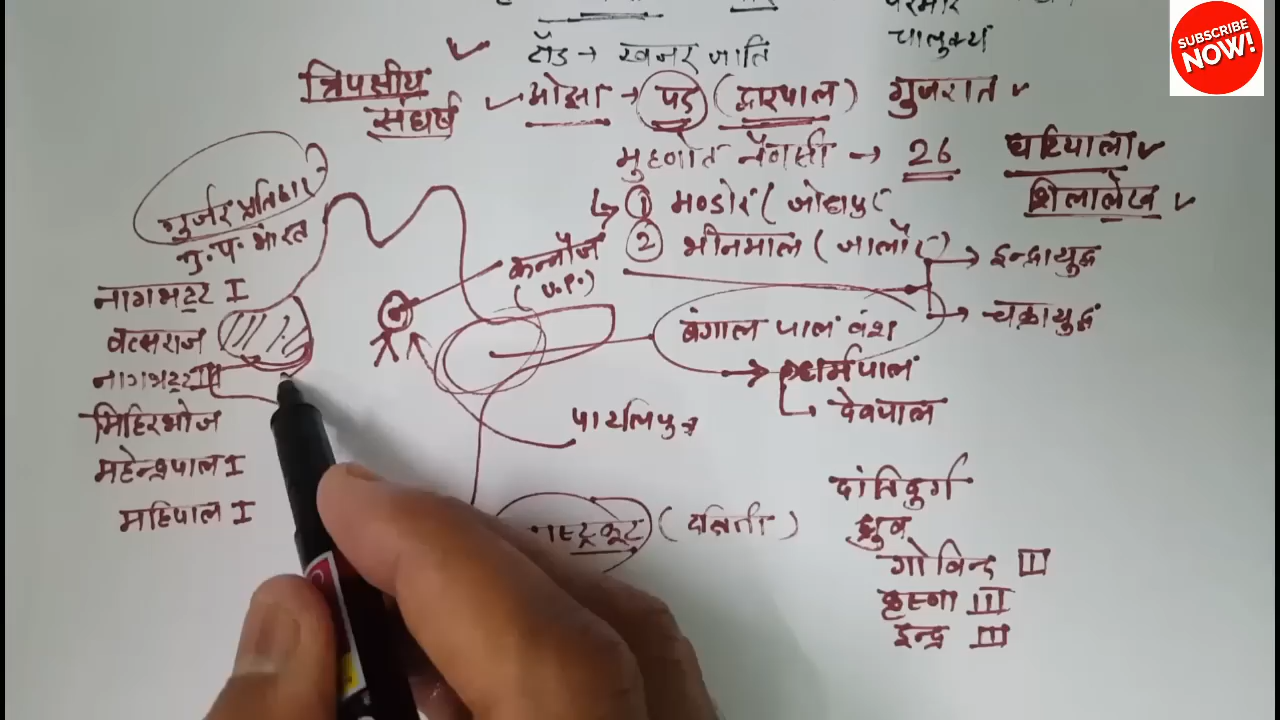 परमार
चालुक्य
SUBSCRIBE
NOW!
टॉड → खजर जाति
त्रिपक्षीय
संघर्ष
ओझा → पद (द्वारपाल) गुजरात
मुहणोत नैणसी → 26
घटियाला
शिलालेख
① मण्डोर (जोधपुर
② भीनमाल (जालौर)
गुर्जर प्रतिहार
उ. प. भारत
कन्नौज
(U.P.)
इन्द्रायुद्ध
चक्रायुद्ध
नागभट्ट I
वत्सराज
नागभट्ट II
मिहिरभोज
महेन्द्रपाल I
महिपाल I
बंगाल पाल वंश
धर्मपाल
देवपाल
पाटलिपुत्र
राष्ट्रकूट (दक्षिणी)
दांतिदुर्ग
ध्रुव
गोविन्द III
कृष्णा III
इन्द्र III